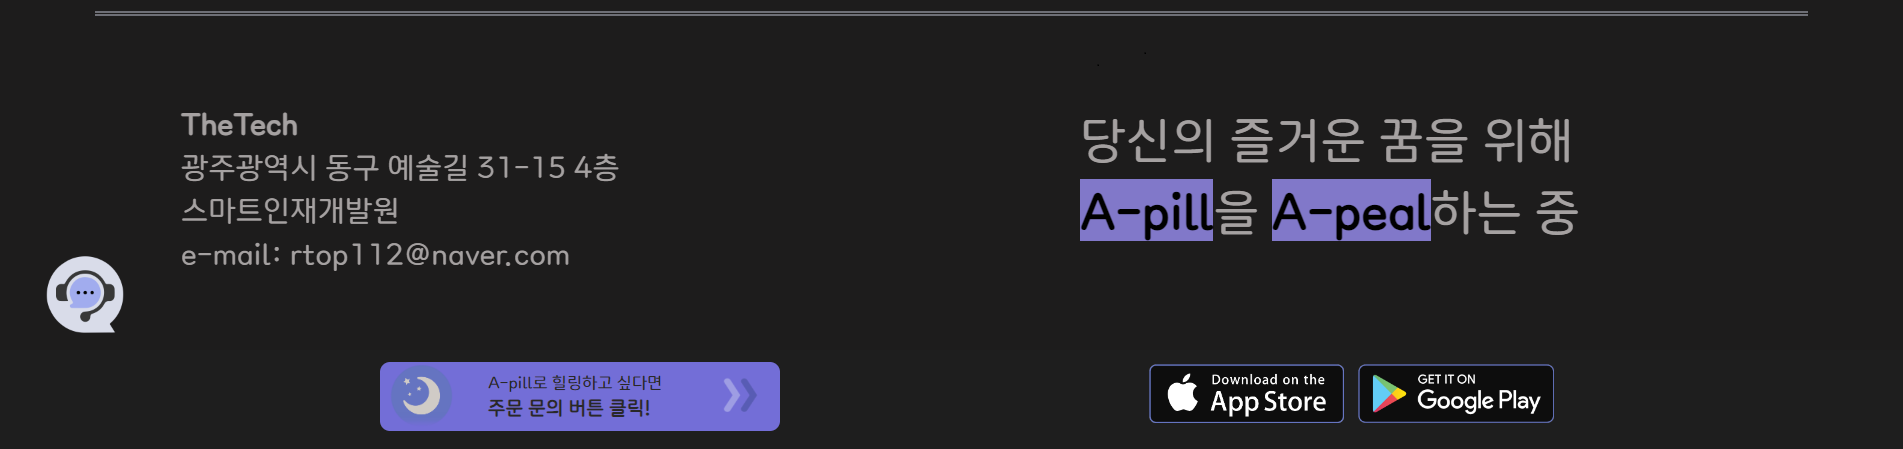 TheTech
광주광역시 동구 예술길 31-15 4층
스마트인재개발원
e-mail: rtop112@naver.com
당신의 즐거운 꿈을 위해
A-pill을 A-peal하는 중
A-pill로 힐링하고 싶다면
주문 문의 버튼 클릭!
Download on the
App Store
GET IT ON
Google Play